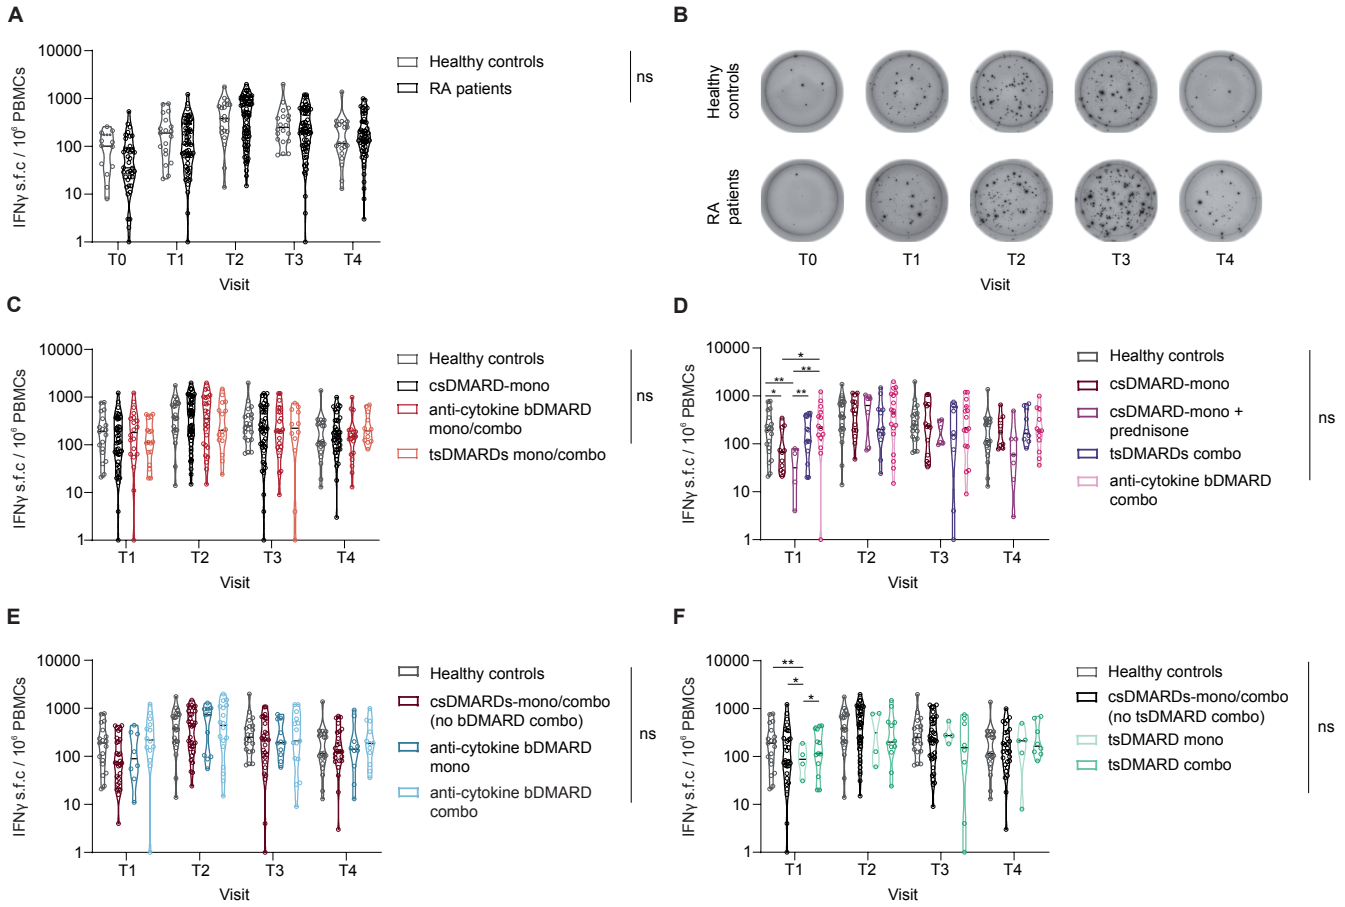 A
IFNγ s.f.c / 10⁶ PBMCs
10000
1000
100
10
1
T0
T1
T2
T3
T4
Visit
Healthy controls
RA patients
ns
B
Healthy
controls
RA
patients
T0
T1
T2
T3
T4
Visit
C
IFNγ s.f.c / 10⁶ PBMCs
10000
1000
100
10
1
T1
T2
T3
T4
Visit
Healthy controls
csDMARD-mono
anti-cytokine bDMARD
mono/combo
tsDMARDs mono/combo
ns
D
IFNγ s.f.c / 10⁶ PBMCs
10000
1000
100
10
1
*
**
**
*
**
T1
T2
T3
T4
Visit
Healthy controls
csDMARD-mono
csDMARD-mono +
prednisone
tsDMARDs combo
anti-cytokine bDMARD
combo
ns
E
IFNγ s.f.c / 10⁶ PBMCs
10000
1000
100
10
1
T1
T2
T3
T4
Visit
Healthy controls
csDMARDs-mono/combo
(no bDMARD combo)
anti-cytokine bDMARD
mono
anti-cytokine bDMARD
combo
ns
F
IFNγ s.f.c / 10⁶ PBMCs
10000
1000
100
10
1
**
*
*
T1
T2
T3
T4
Visit
Healthy controls
csDMARDs-mono/combo
(no tsDMARD combo)
tsDMARD mono
tsDMARD combo
ns